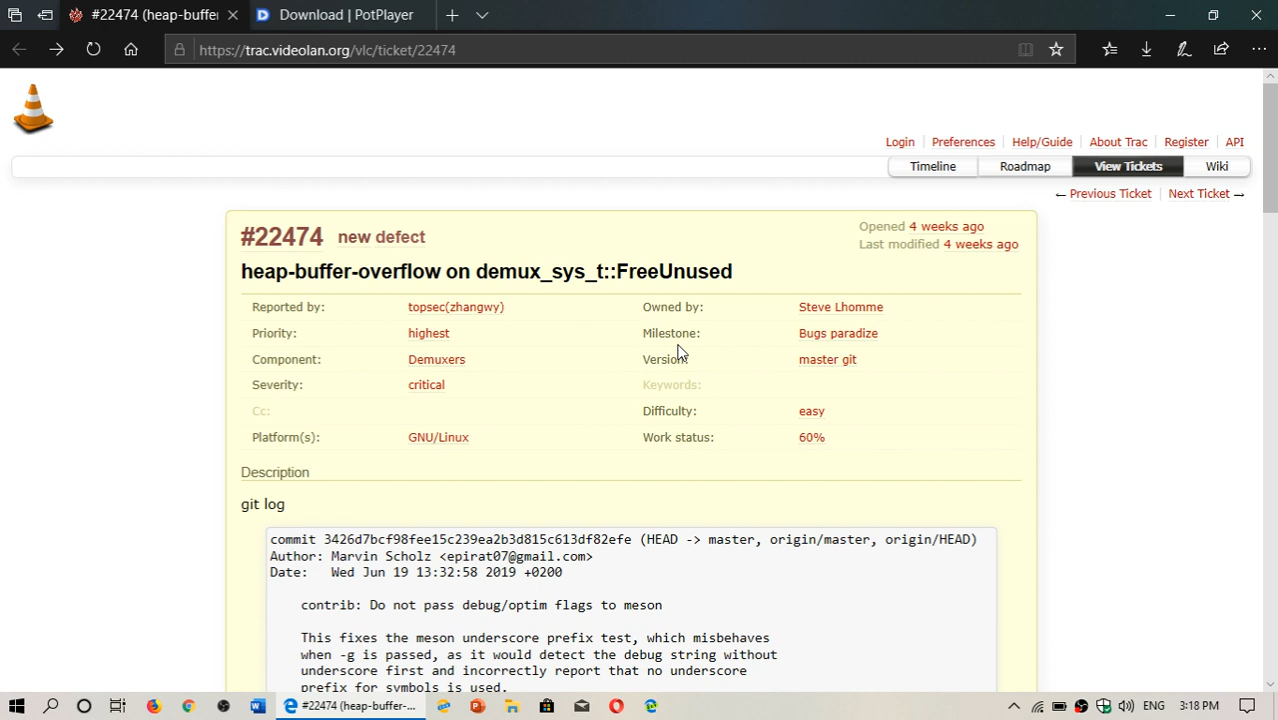 #22474 (heap-buffer
Download | PotPlayer
https://trac.videolan.org/vlc/ticket/22474
Login
Preferences
Help/Guide
About Trac
Register
API
Timeline
Roadmap
View Tickets
Wiki
← Previous Ticket
Next Ticket →
#22474 new defect
Opened 4 weeks ago
Last modified 4 weeks ago
heap-buffer-overflow on demux_sys_t::FreeUnused
Reported by: topsec(zhangwy) Owned by: Steve Lhomme
Priority: highest Milestone: Bugs paradize
Component: Demuxers Version: master git
Severity: critical Keywords:
Cc: Difficulty: easy
Platform(s): GNU/Linux Work status: 60%
Description
git log
commit 3426d7bcf98fee15c239ea2b3d815c613df82efe (HEAD -> master, origin/master, origin/HEAD)
Author: Marvin Scholz <epirat07@gmail.com>
Date: Wed Jun 19 13:32:58 2019 +0200
contrib: Do not pass debug/optim flags to meson
This fixes the meson underscore prefix test, which misbehaves
when -g is passed, as it would detect the debug string without
underscore first and incorrectly report that no underscore
prefix for symbols is used.
#22474 (heap-buffer-...
ENG
3:18 PM